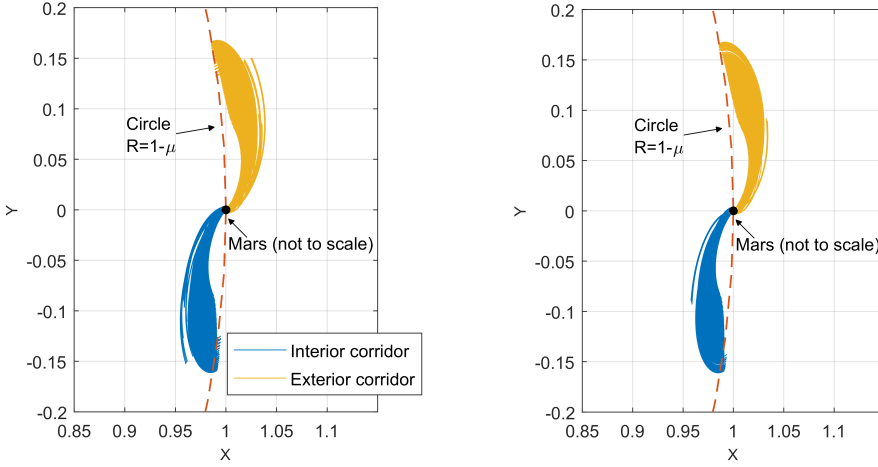 0.2
0.15
0.1
0.05
0
-0.05
-0.1
-0.15
-0.2
Y
0.85
0.9
0.95
1
1.05
1.1
X
Circle
R=1-μ
Mars (not to scale)
Interior corridor
Exterior corridor
0.2
0.15
0.1
0.05
0
-0.05
-0.1
-0.15
-0.2
Y
0.85
0.9
0.95
1
1.05
1.1
X
Circle
R=1-μ
Mars (not to scale)